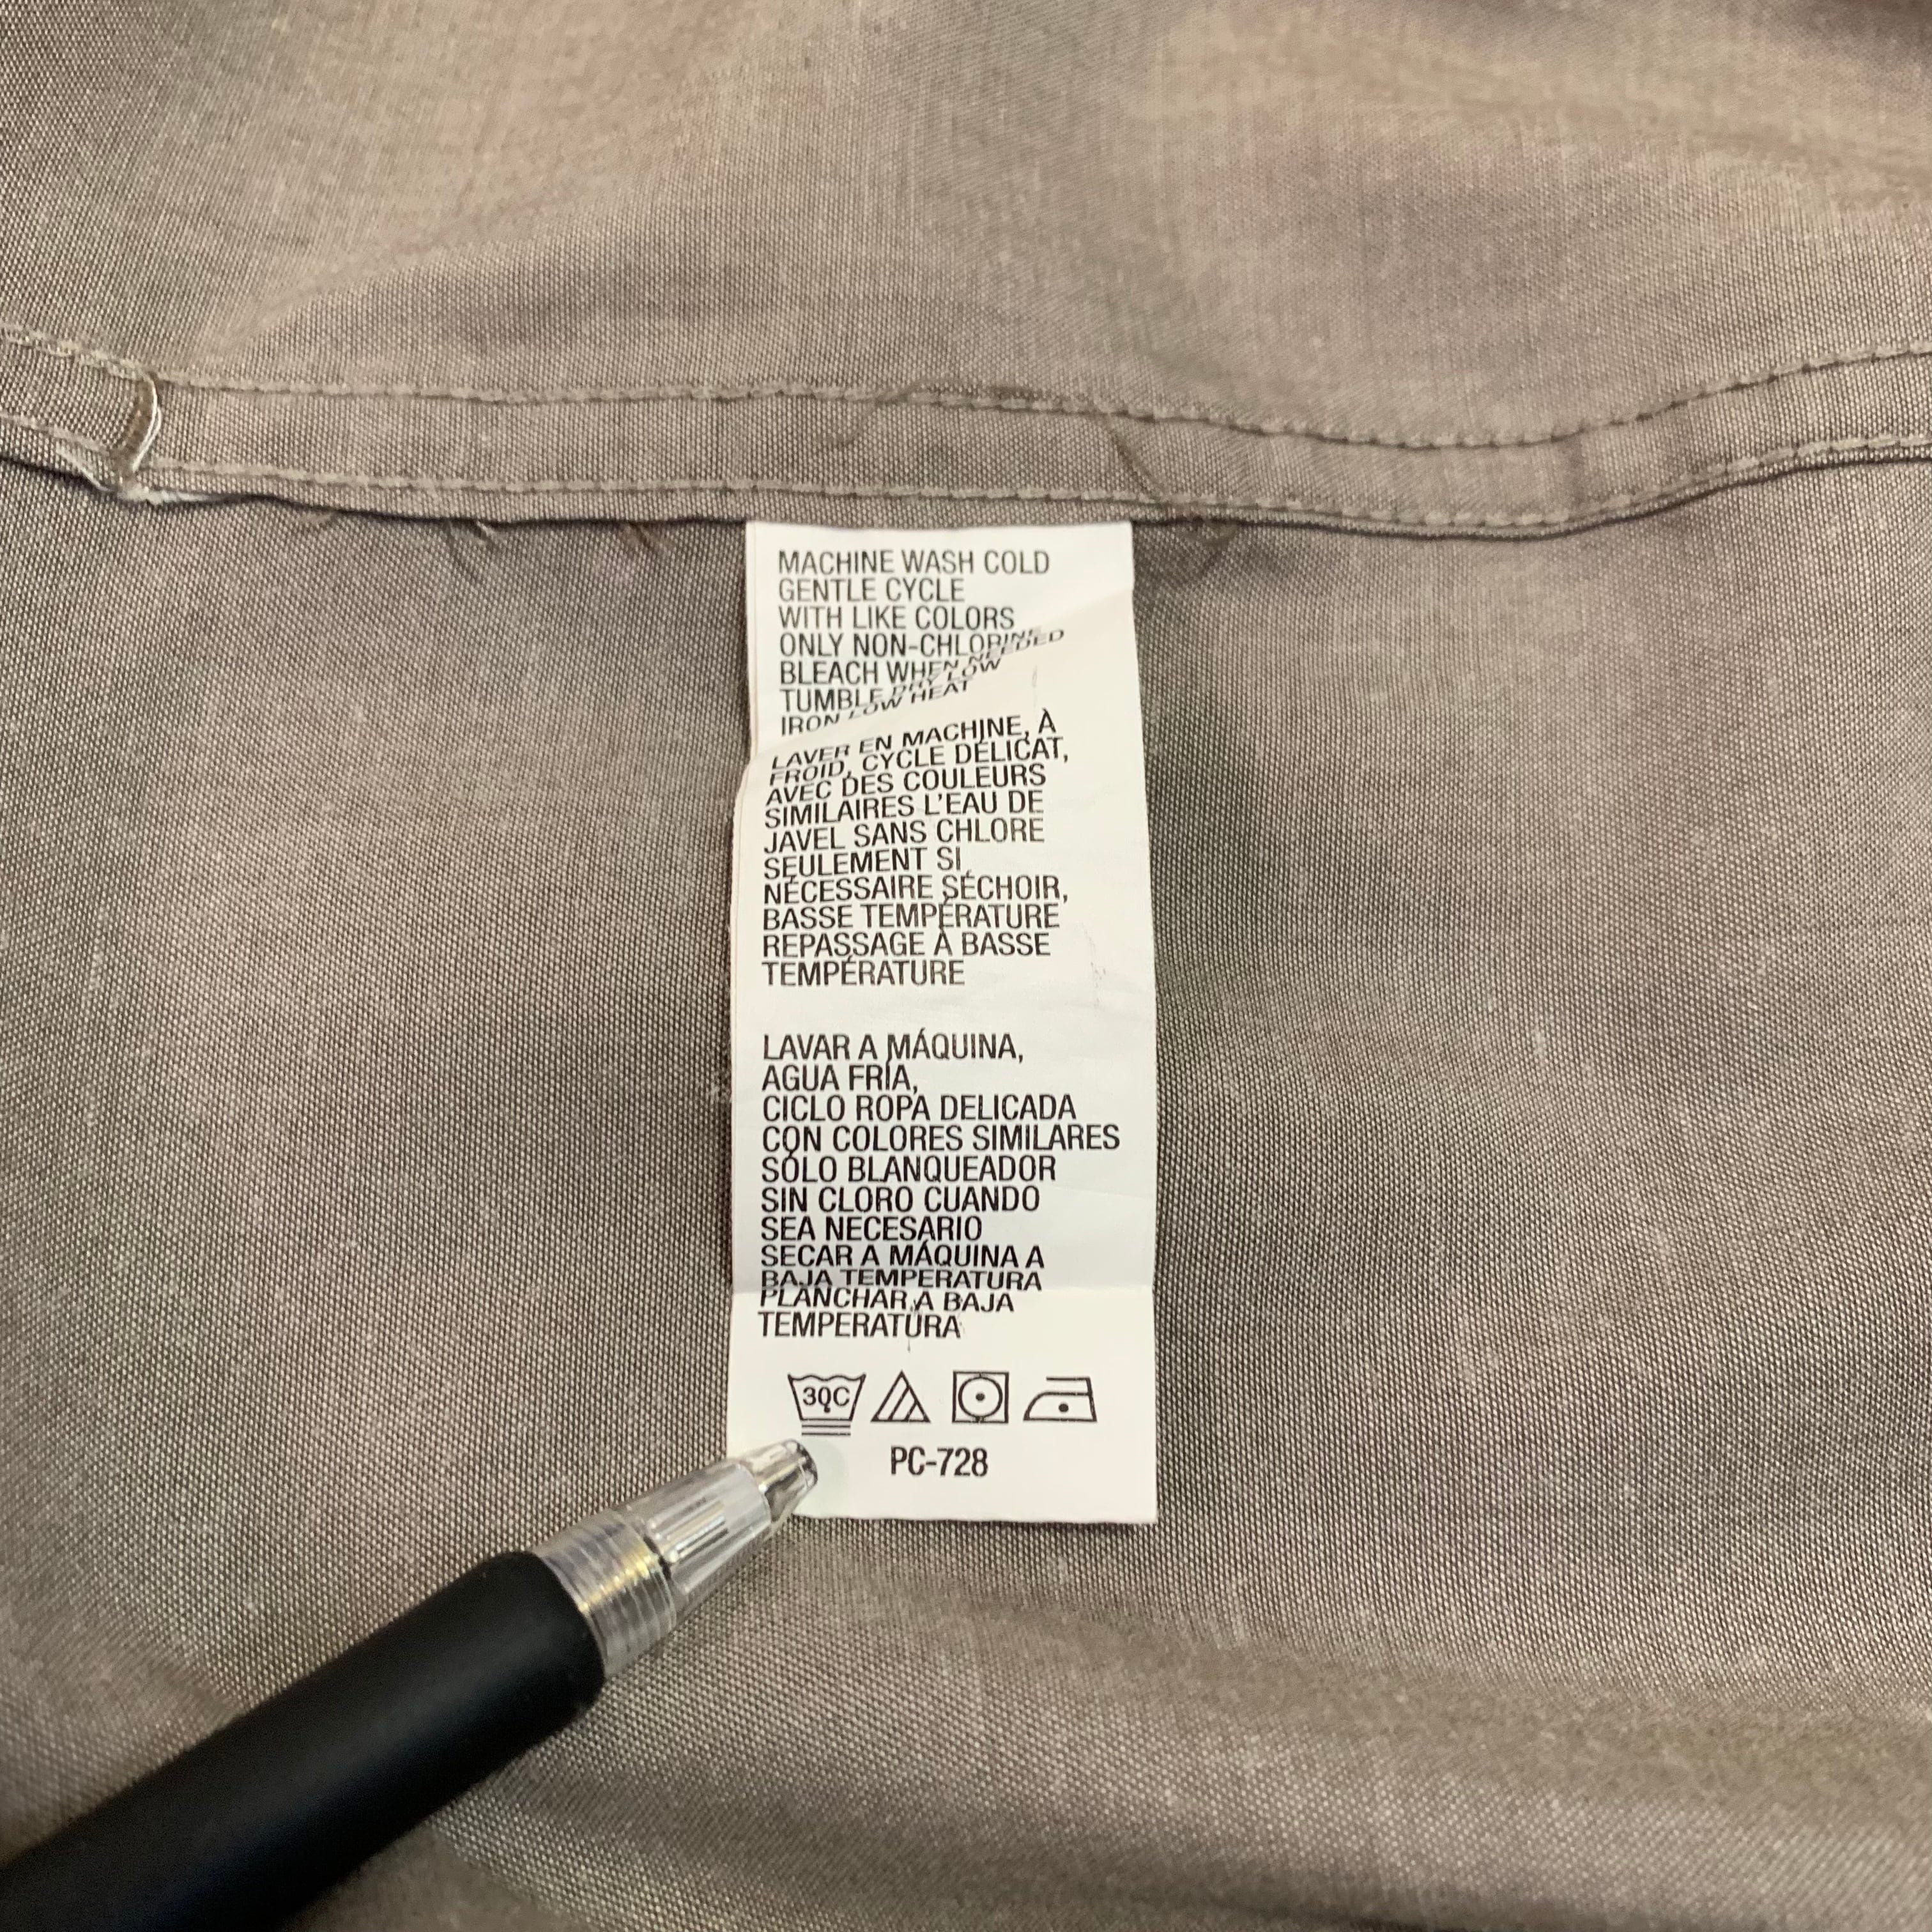 MACHINE WASH COLD
GENTLE CYCLE
WITH LIKE COLORS
ONLY NON-CHLORINE
BLEACH WHEN NEEDED
TUMBLE DRY LOW
IRON LOW HEAT
LAVER EN MACHINE, À
FROID, CYCLE DÉLICAT,
AVEC DES COULEURS
SIMILAIRES L'EAU DE
JAVEL SANS CHLORE
SEULEMENT SI
NÉCESSAIRE SÉCHOIR,
BASSE TEMPÉRATURE
REPASSAGE À BASSE
TEMPÉRATURE
LAVAR A MÁQUINA,
AGUA FRÍA,
CICLO ROPA DELICADA
CON COLORES SIMILARES
SÓLO BLANQUEADOR
SIN CLORO CUANDO
SEA NECESARIO
SECAR A MÁQUINA A
BAJA TEMPERATURA
PLANCHAR A BAJA
TEMPERATURA
30C
PC-728